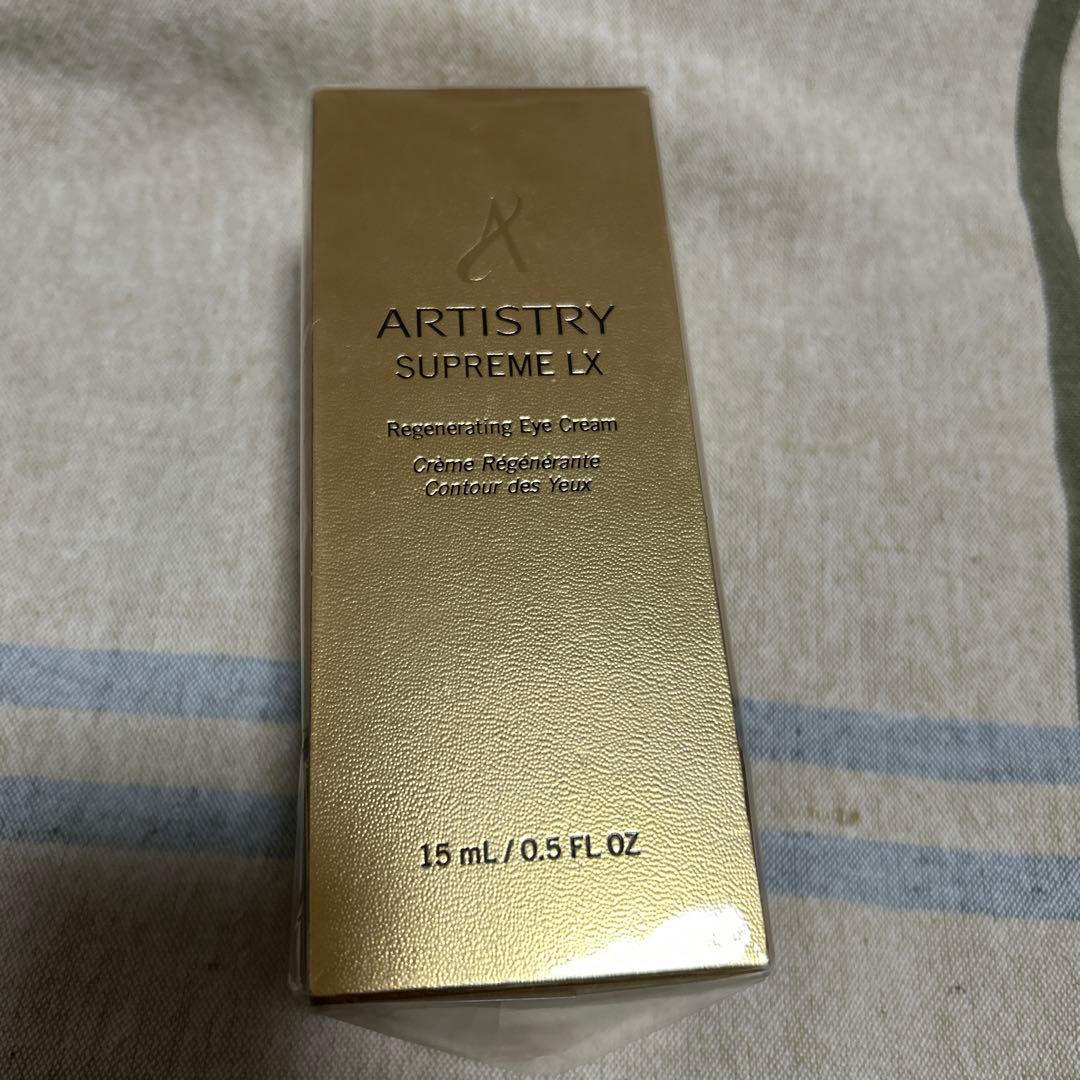 A
ARTISTRY
SUPREME LX
Regenerating Eye Cream
Crème Régénérante
Contour des Yeux
15 mL / 0.5 FL OZ